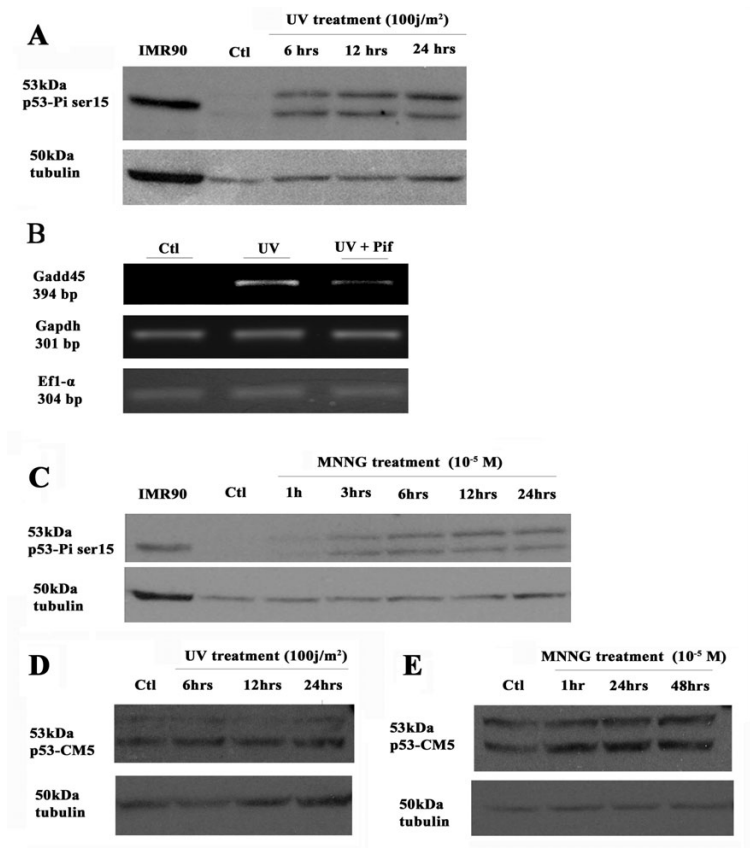 A
UV treatment (100j/m²)
IMR90 Ctl 6 hrs 12 hrs 24 hrs
53kDa
p53-Pi ser15
50kDa
tubulin
B
Ctl UV UV + Pif
Gadd45
394 bp
Gapdh
301 bp
Ef1-α
304 bp
C
MNNG treatment (10⁻⁵ M)
IMR90 Ctl 1h 3hrs 6hrs 12hrs 24hrs
53kDa
p53-Pi ser15
50kDa
tubulin
D
UV treatment (100j/m²)
Ctl 6hrs 12hrs 24hrs
53kDa
p53-CM5
50kDa
tubulin
E
MNNG treatment (10⁻⁵ M)
Ctl 1hr 24hrs 48hrs
53kDa
p53-CM5
50kDa
tubulin